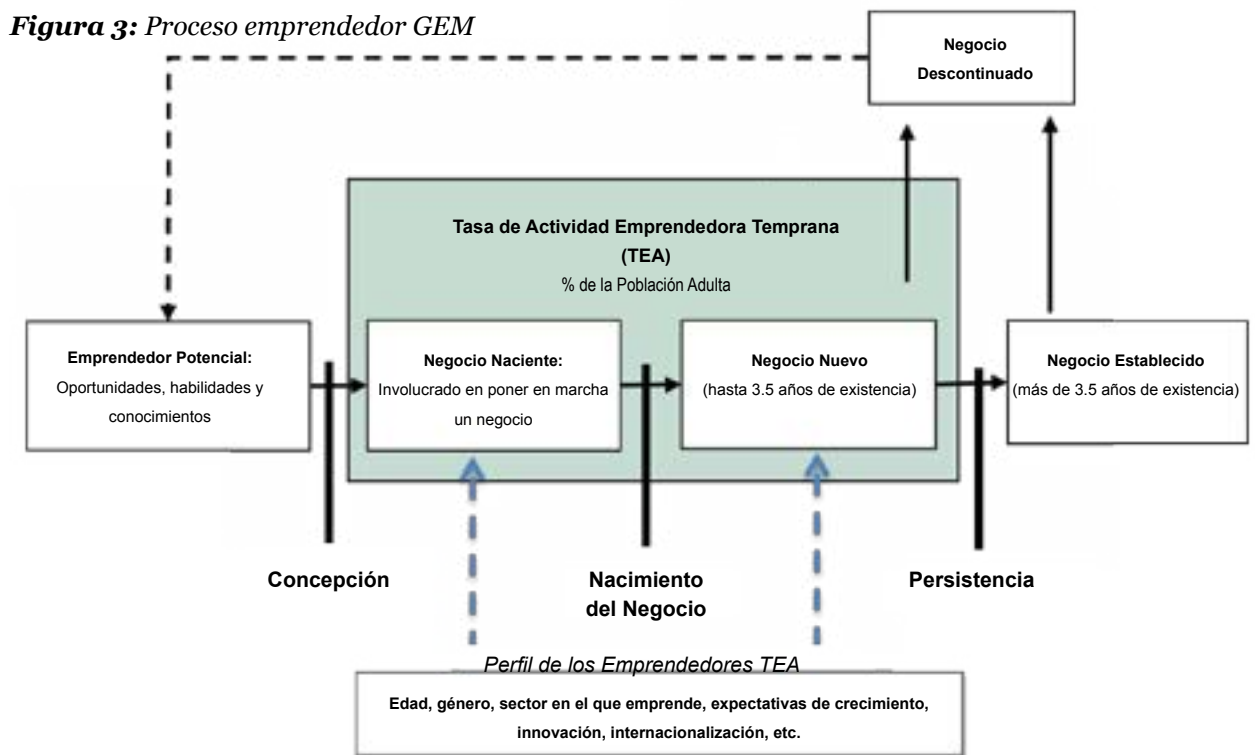 Figura 3: Proceso emprendedor GEM
Negocio
Descontinuado
Tasa de Actividad Emprendedora Temprana
(TEA)
% de la Población Adulta
Emprendedor Potencial:
Oportunidades, habilidades y
conocimientos
Negocio Naciente:
Involucrado en poner en marcha
un negocio
Negocio Nuevo
(hasta 3.5 años de existencia)
Negocio Establecido
(más de 3.5 años de existencia)
Concepción
Nacimiento
del Negocio
Persistencia
Perfil de los Emprendedores TEA
Edad, género, sector en el que emprende, expectativas de crecimiento,
innovación, internacionalización, etc.